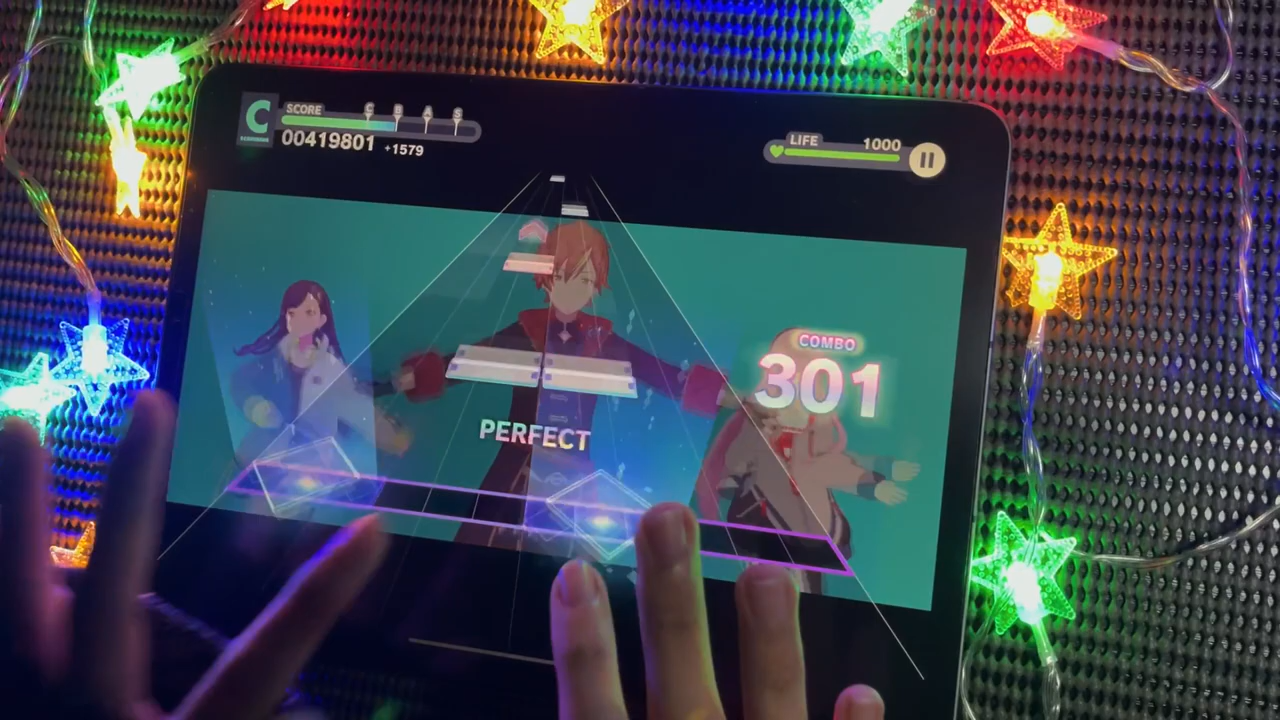 C
SCORE
C B A S
00419801 +1579
LIFE 1000
COMBO
301
PERFECT